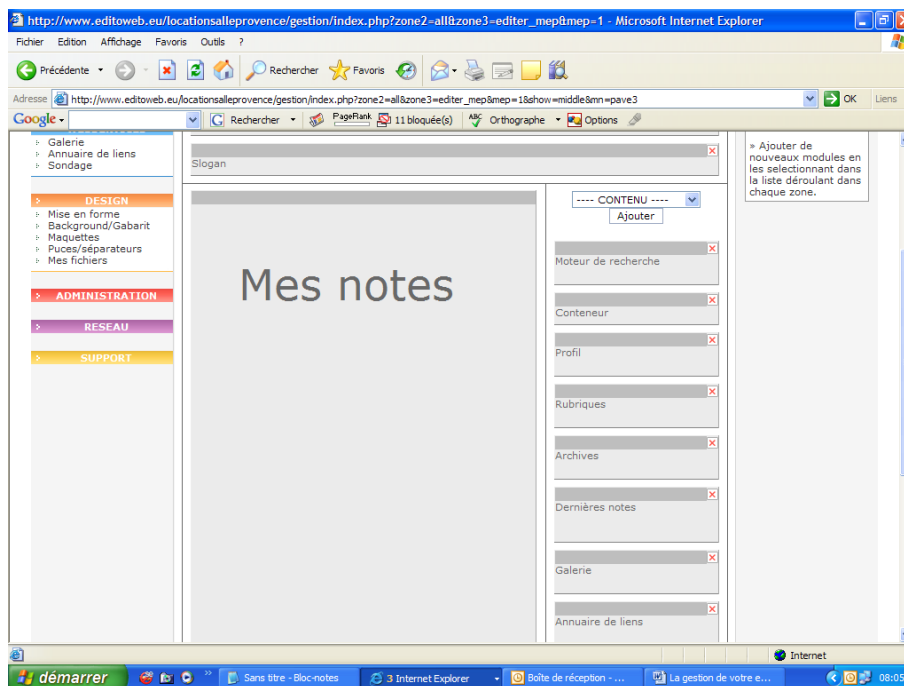 http://www.editoweb.eu/locationsalleprovence/gestion/index.php?zone2=all&zone3=editer_mep&mep=1 - Microsoft Internet Explorer
Fichier Edition Affichage Favoris Outils ?
Précédente Rechercher Favoris
Adresse http://www.editoweb.eu/locationsalleprovence/gestion/index.php?zone2=all&zone3=editer_mep&mep=1&show=middle&mn=pave3 OK Liens
Google Rechercher PageRank 11 bloquée(s) ABC Orthographe Options
Galerie
Annuaire de liens
Sondage
DESIGN
Mise en forme
Background/Gabarit
Maquettes
Puces/séparateurs
Mes fichiers
ADMINISTRATION
RESEAU
SUPPORT
Slogan
Mes notes
---- CONTENU ----
Ajouter
Moteur de recherche
Conteneur
Profil
Rubriques
Archives
Dernières notes
Galerie
Annuaire de liens
» Ajouter de
nouveaux modules en
les selectionnant dans
la liste déroulant dans
chaque zone.
Internet
démarrer Sans titre - Bloc-notes 3 Internet Explorer Boîte de réception - ... La gestion de votre e... 08:05